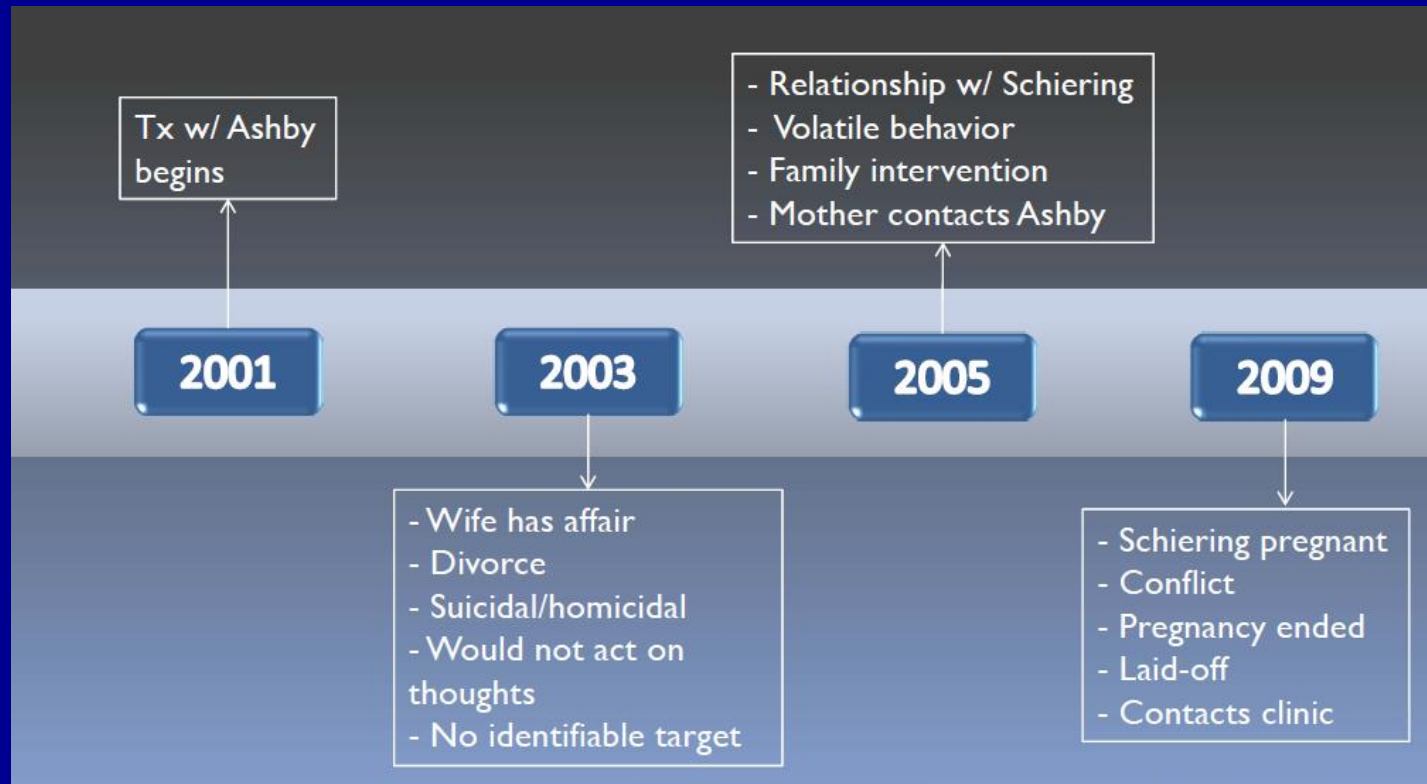 Tx w/ Ashby
begins
- Relationship w/ Schiering
- Volatile behavior
- Family intervention
- Mother contacts Ashby
2001
2003
2005
2009
- Wife has affair
- Divorce
- Suicidal/homicidal
- Would not act on
thoughts
- No identifiable target
- Schiering pregnant
- Conflict
- Pregnancy ended
- Laid-off
- Contacts clinic